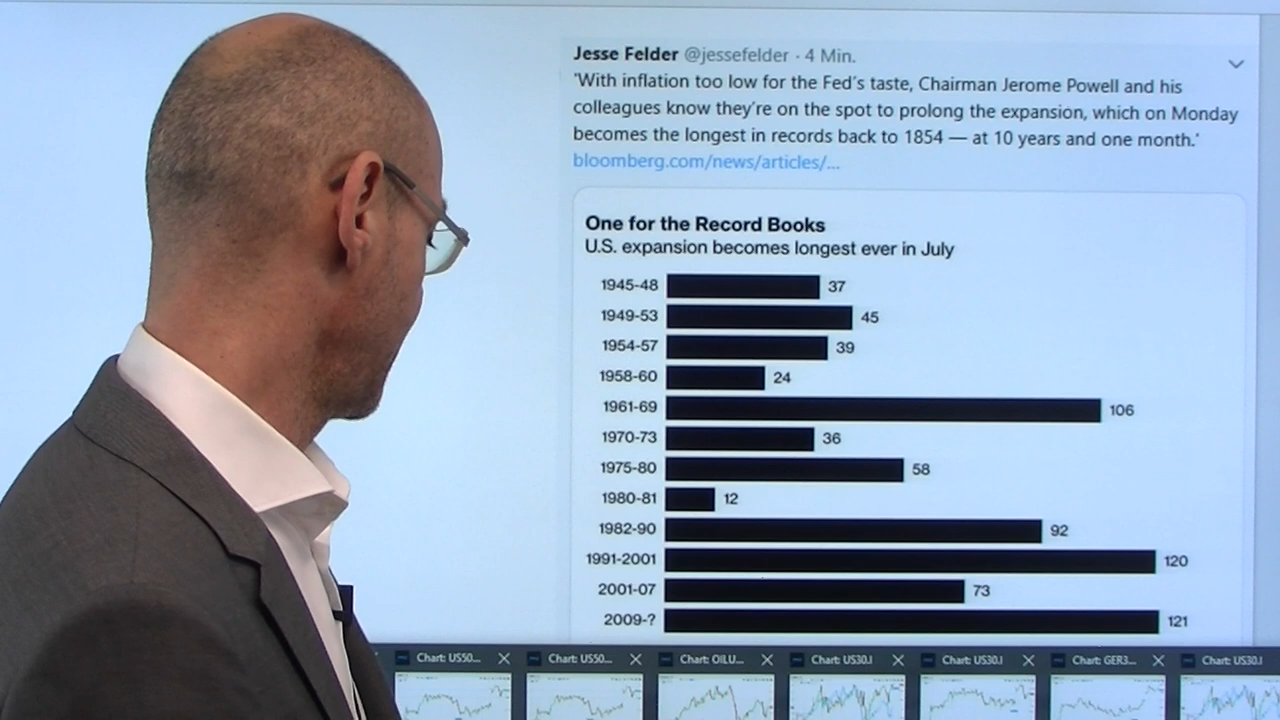 Jesse Felder @jessefelder · 4 Min.
'With inflation too low for the Fed's taste, Chairman Jerome Powell and his
colleagues know they're on the spot to prolong the expansion, which on Monday
becomes the longest in records back to 1854 — at 10 years and one month.'
bloomberg.com/news/articles/...
One for the Record Books
U.S. expansion becomes longest ever in July
1945-48 37
1949-53 45
1954-57 39
1958-60 24
1961-69 106
1970-73 36
1975-80 58
1980-81 12
1982-90 92
1991-2001 120
2001-07 73
2009-? 121
Chart: US50... Chart: US50... Chart: OILU... Chart: US30.I Chart: US30.I Chart: GER3... Chart: US30.I